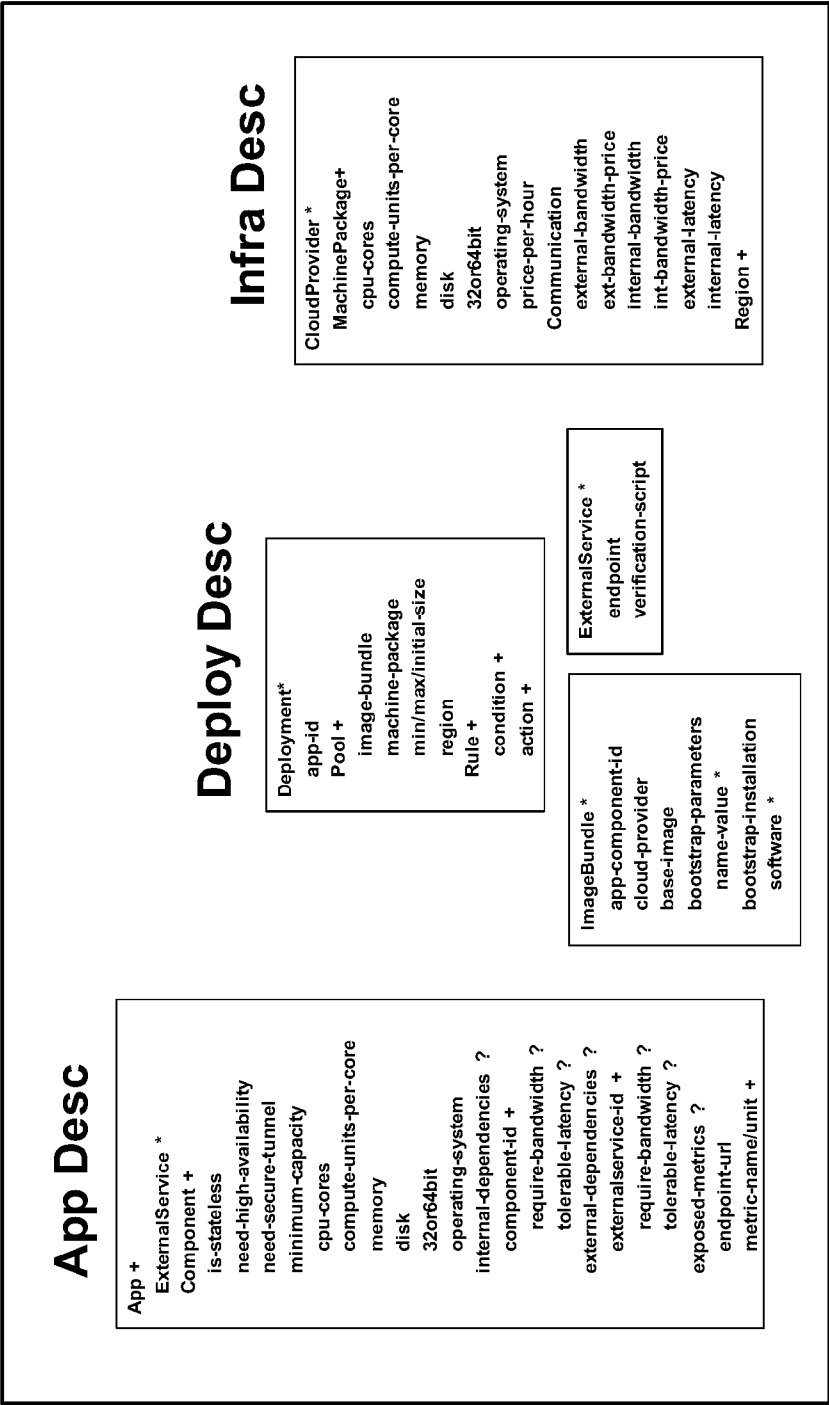 App Desc
App +
ExternalService *
Component +
is-stateless
need-high-availability
need-secure-tunnel
minimum-capacity
cpu-cores
compute-units-per-core
memory
disk
32or64bit
operating-system
internal-dependencies ?
component-id +
require-bandwidth ?
tolerable-latency ?
external-dependencies ?
externalservice-id +
require-bandwidth ?
tolerable-latency ?
exposed-metrics ?
endpoint-url
metric-name/unit +
Deploy Desc
Deployment*
app-id
Pool +
image-bundle
machine-package
min/max/initial-size
region
Rule +
condition +
action +
ImageBundle *
app-component-id
cloud-provider
base-image
bootstrap-parameters
name-value *
bootstrap-installation
software *
ExternalService *
endpoint
verification-script
Infra Desc
CloudProvider *
MachinePackage+
cpu-cores
compute-units-per-core
memory
disk
32or64bit
operating-system
price-per-hour
Communication
external-bandwidth
ext-bandwidth-price
internal-bandwidth
int-bandwidth-price
external-latency
internal-latency
Region +